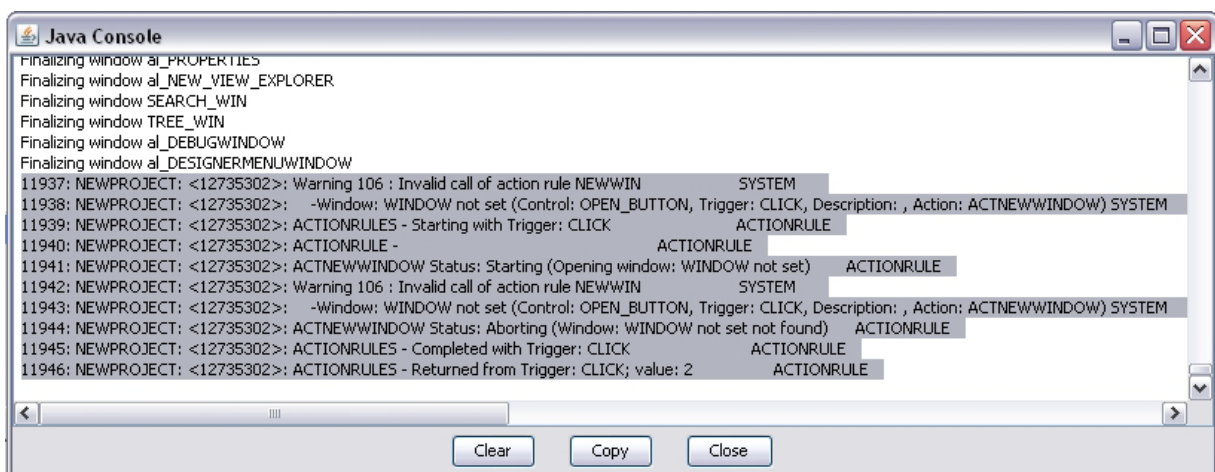 Java Console
Finalizing window al_PROPERTIES
Finalizing window al_NEW_VIEW_EXPLORER
Finalizing window SEARCH_WIN
Finalizing window TREE_WIN
Finalizing window al_DEBUGWINDOW
Finalizing window al_DESIGNERMENUWINDOW
11937: NEWPROJECT: <12735302>: Warning 106 : Invalid call of action rule NEWWIN SYSTEM
11938: NEWPROJECT: <12735302>: -Window: WINDOW not set (Control: OPEN_BUTTON, Trigger: CLICK, Description: , Action: ACTNEWWINDOW) SYSTEM
11939: NEWPROJECT: <12735302>: ACTIONRULES - Starting with Trigger: CLICK ACTIONRULE
11940: NEWPROJECT: <12735302>: ACTIONRULE - ACTIONRULE
11941: NEWPROJECT: <12735302>: ACTNEWWINDOW Status: Starting (Opening window: WINDOW not set) ACTIONRULE
11942: NEWPROJECT: <12735302>: Warning 106 : Invalid call of action rule NEWWIN SYSTEM
11943: NEWPROJECT: <12735302>: -Window: WINDOW not set (Control: OPEN_BUTTON, Trigger: CLICK, Description: , Action: ACTNEWWINDOW) SYSTEM
11944: NEWPROJECT: <12735302>: ACTNEWWINDOW Status: Aborting (Window: WINDOW not set not found) ACTIONRULE
11945: NEWPROJECT: <12735302>: ACTIONRULES - Completed with Trigger: CLICK ACTIONRULE
11946: NEWPROJECT: <12735302>: ACTIONRULES - Returned from Trigger: CLICK; value: 2 ACTIONRULE
Clear Copy Close